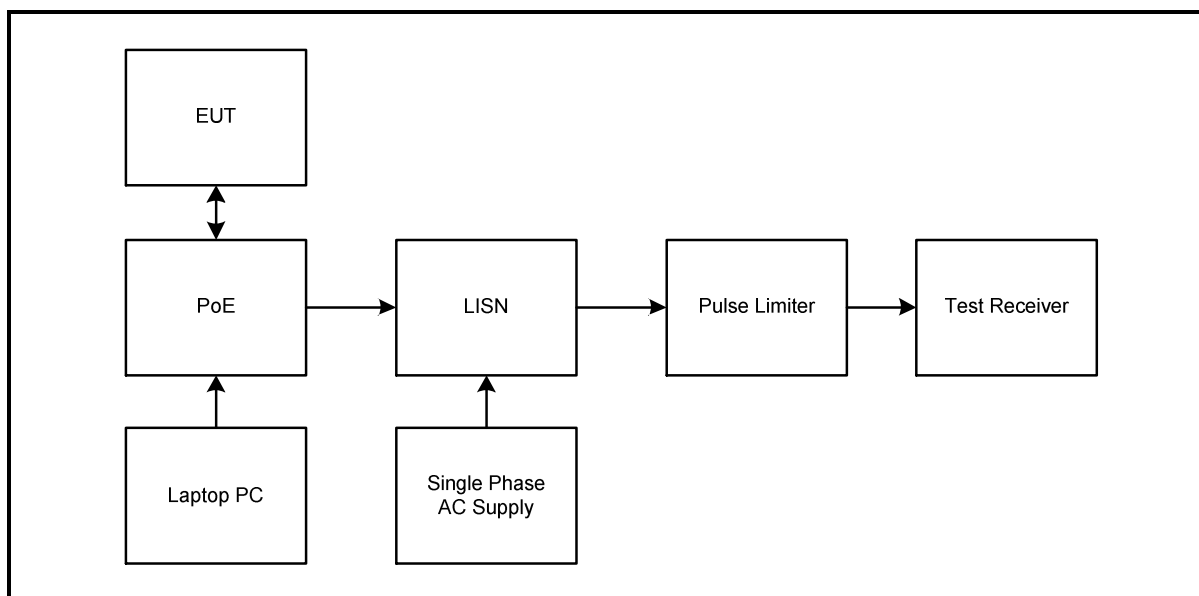 EUT
PoE
LISN
Pulse Limiter
Test Receiver
Laptop PC
Single Phase
AC Supply